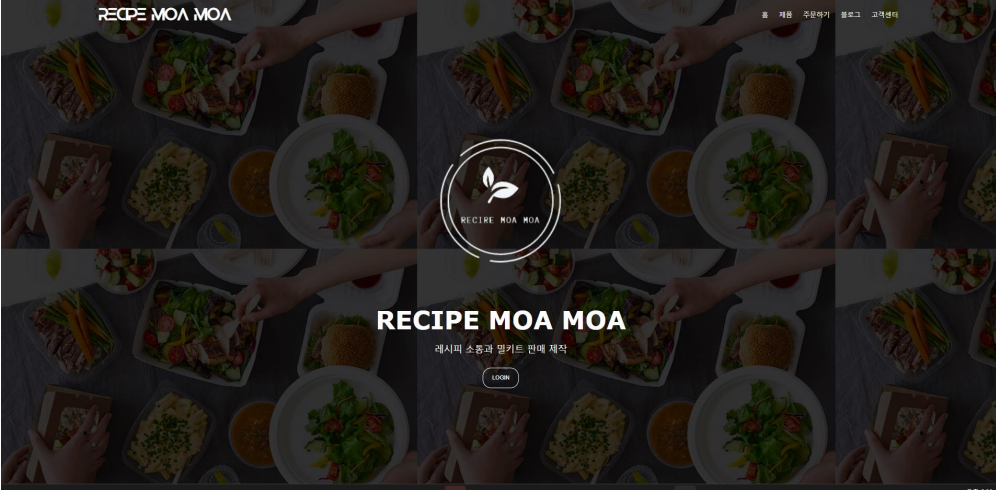 RECIPE MOA MOA
홈 제품 주문하기 블로그 고객센터
RECIRE MOA MOA
RECIPE MOA MOA
레시피 소통과 밀키트 판매 제작
LOGIN